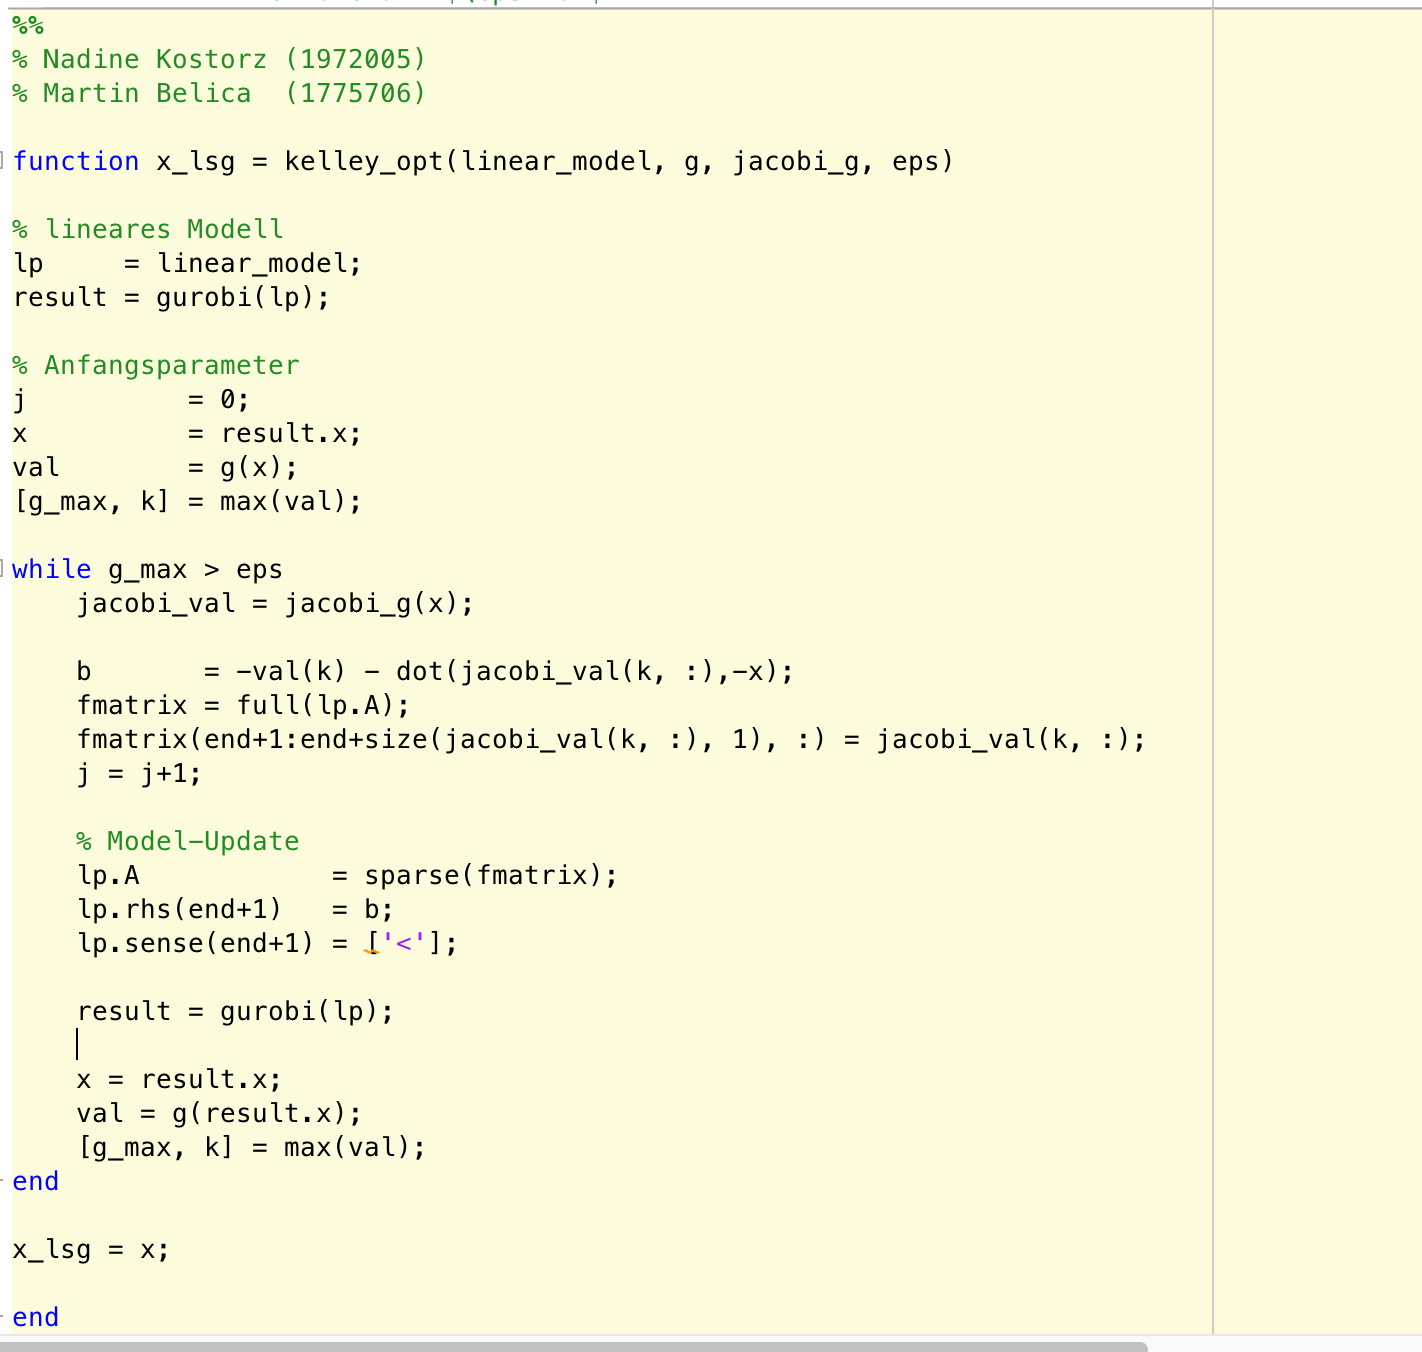 %%
% Nadine Kostorz (1972005)
% Martin Belica  (1775706)
function x_lsg = kelley_opt(linear_model, g, jacobi_g, eps)
% lineares Modell
lp     = linear_model;
result = gurobi(lp);
% Anfangsparameter
j          = 0;
x          = result.x;
val        = g(x);
[g_max, k] = max(val);
while g_max > eps
    jacobi_val = jacobi_g(x);
    b       = -val(k) - dot(jacobi_val(k, :),-x);
    fmatrix = full(lp.A);
    fmatrix(end+1:end+size(jacobi_val(k, :), 1), :) = jacobi_val(k, :);
    j = j+1;
    % Model-Update
    lp.A            = sparse(fmatrix);
    lp.rhs(end+1)   = b;
    lp.sense(end+1) = ['<'];
    result = gurobi(lp);
    x = result.x;
    val = g(result.x);
    [g_max, k] = max(val);
end
x_lsg = x;
end